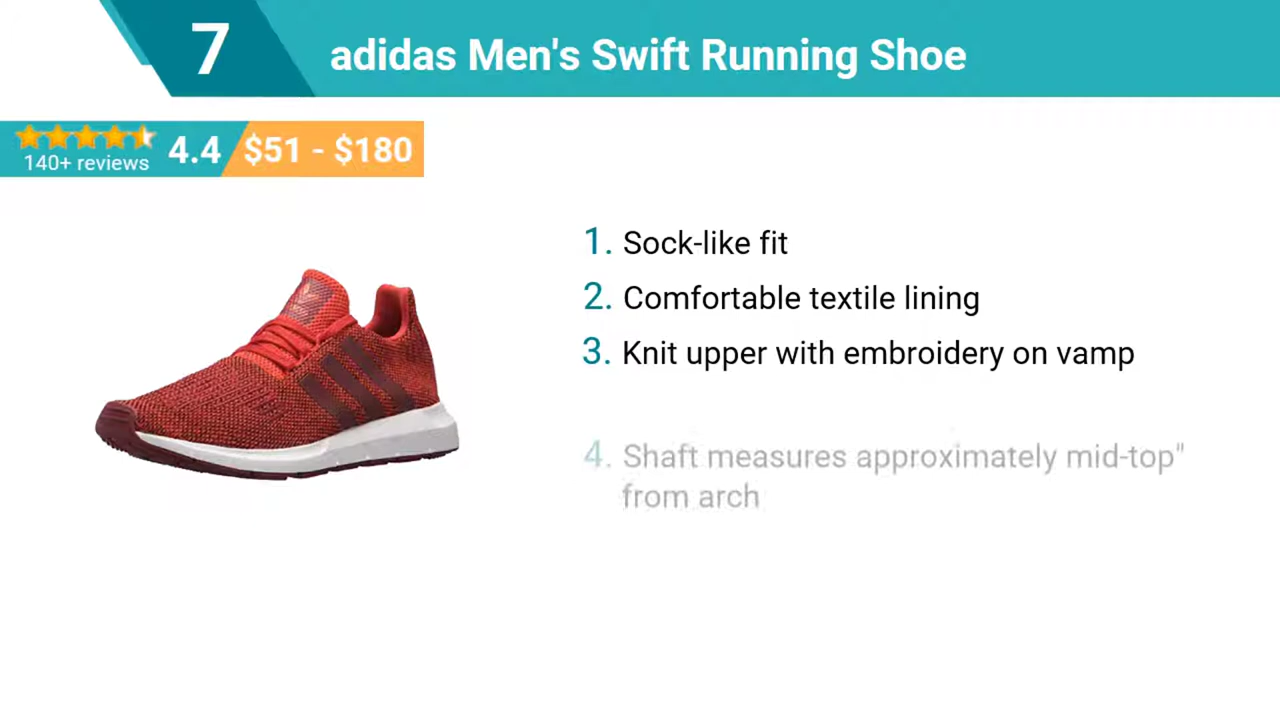 7
adidas Men's Swift Running Shoe
140+ reviews
4.4
$51 - $180
1. Sock-like fit
2. Comfortable textile lining
3. Knit upper with embroidery on vamp
4. Shaft measures approximately mid-top"
from arch